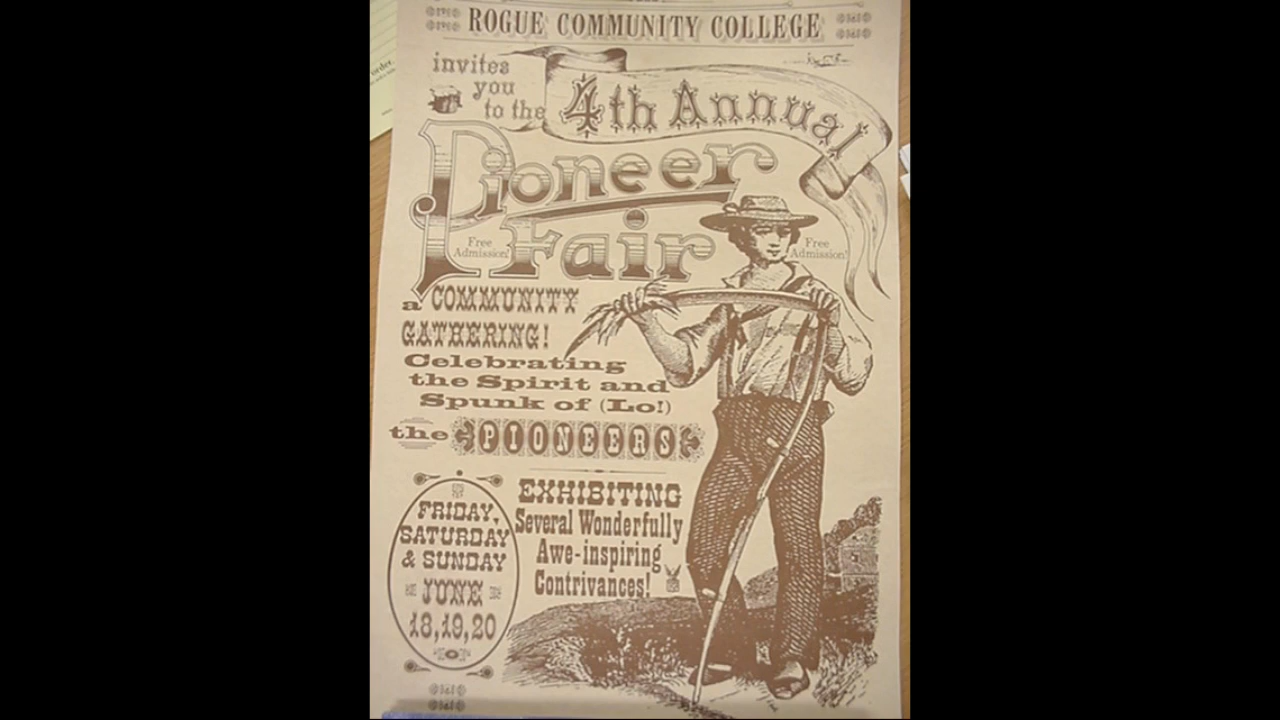 ROGUE COMMUNITY COLLEGE
invites
you
to the
4th Annual
Pioneer
Fair
Free
Admission!
Free
Admission!
a COMMUNITY
GATHERING!
Celebrating
the Spirit and
Spunk of (Lo!)
the PIONEERS
EXHIBITING
Several Wonderfully
Awe-inspiring
Contrivances!
FRIDAY,
SATURDAY
& SUNDAY
JUNE
18,19,20
order.